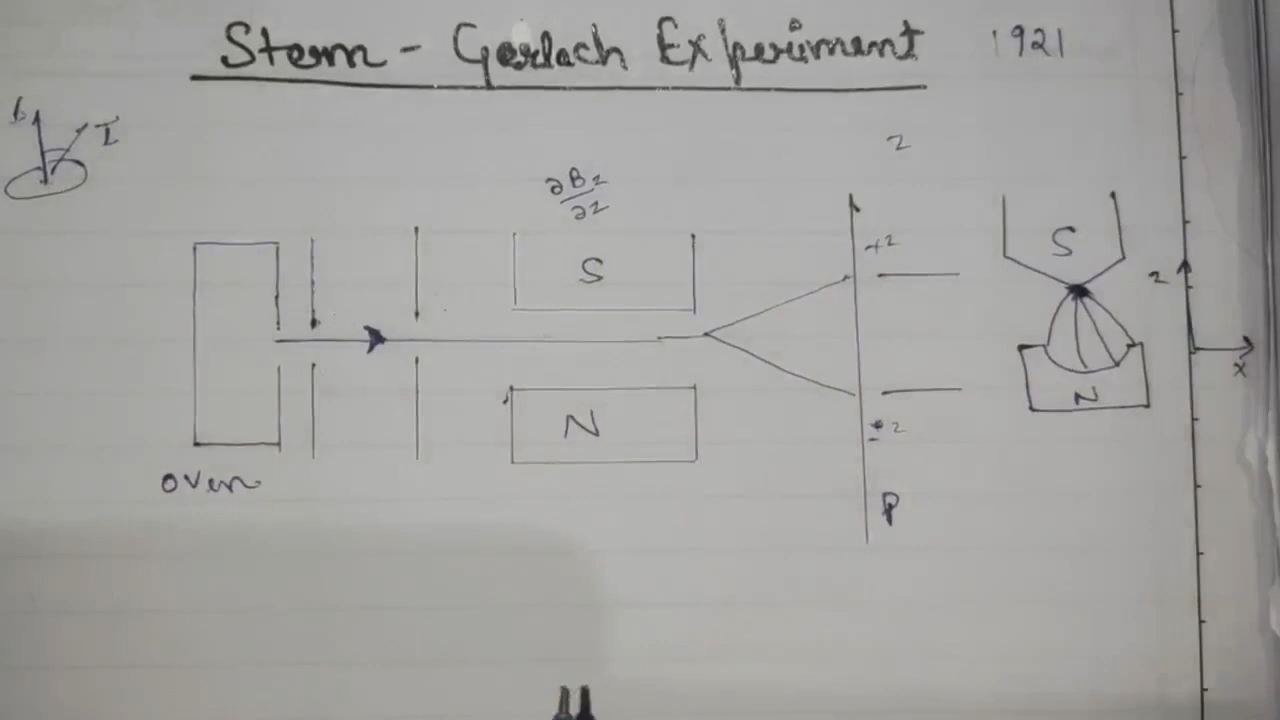 Stern - Gerlach Experiment 1921
b I
z
∂Bz
∂z
+z
S S
z
x
N N
-z
oven
P